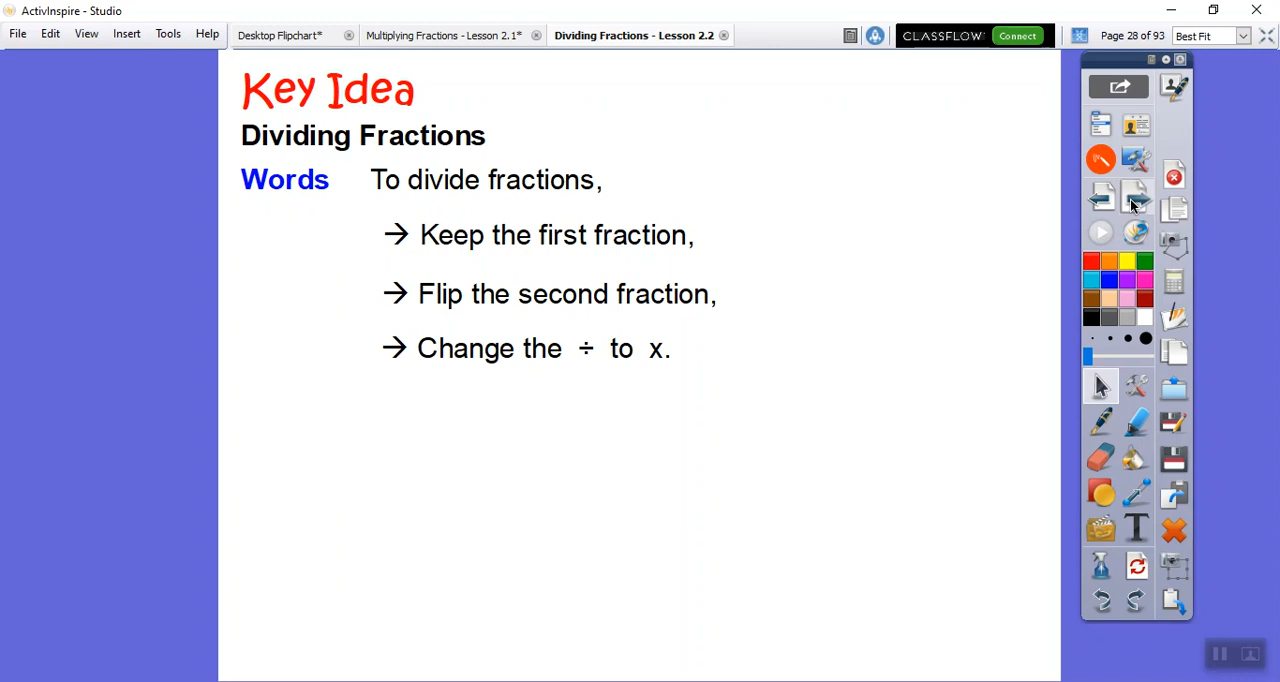 ActivInspire - Studio
File Edit View Insert Tools Help
Desktop Flipchart*
Multiplying Fractions - Lesson 2.1*
Dividing Fractions - Lesson 2.2
CLASSFLOW Connect
Page 28 of 93
Best Fit
Key Idea
Dividing Fractions
Words To divide fractions,
→ Keep the first fraction,
→ Flip the second fraction,
→ Change the ÷ to x.
T